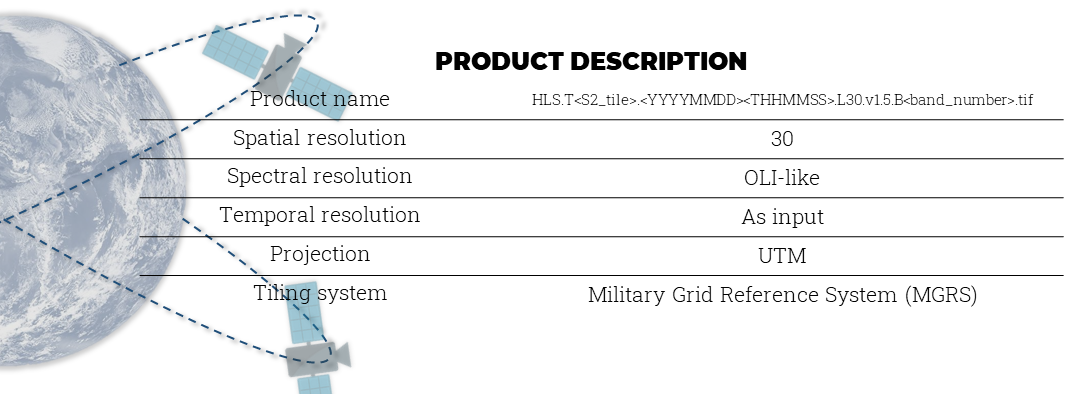 PRODUCT DESCRIPTION
Product name HLS.T<S2_tile>.<YYYYMMDD><THHMMSS>.L30.v1.5.B<band_number>.tif
Spatial resolution 30
Spectral resolution OLI-like
Temporal resolution As input
Projection UTM
Tiling system Military Grid Reference System (MGRS)